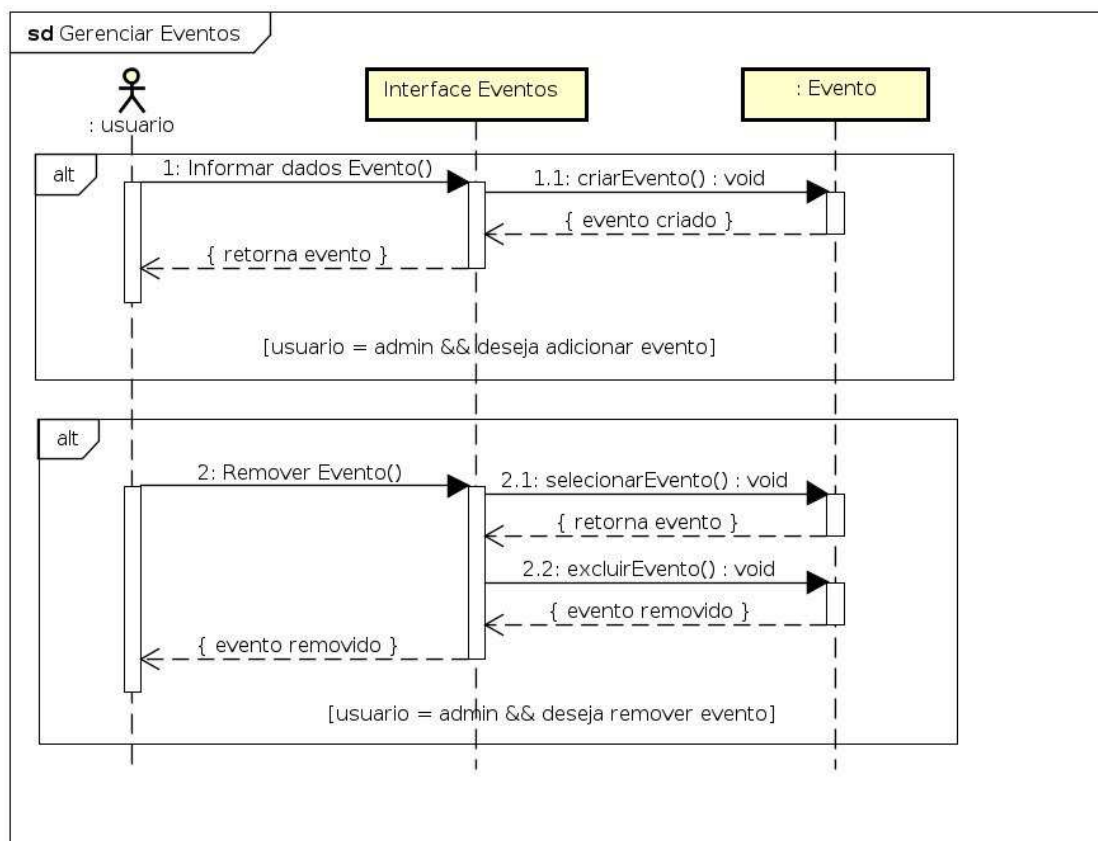 sd Gerenciar Eventos
: usuario
Interface Eventos
: Evento
alt
1: Informar dados Evento()
1.1: criarEvento() : void
{ evento criado }
{ retorna evento }
[usuario = admin && deseja adicionar evento]
alt
2: Remover Evento()
2.1: selecionarEvento() : void
{ retorna evento }
2.2: excluirEvento() : void
{ evento removido }
{ evento removido }
[usuario = admin && deseja remover evento]